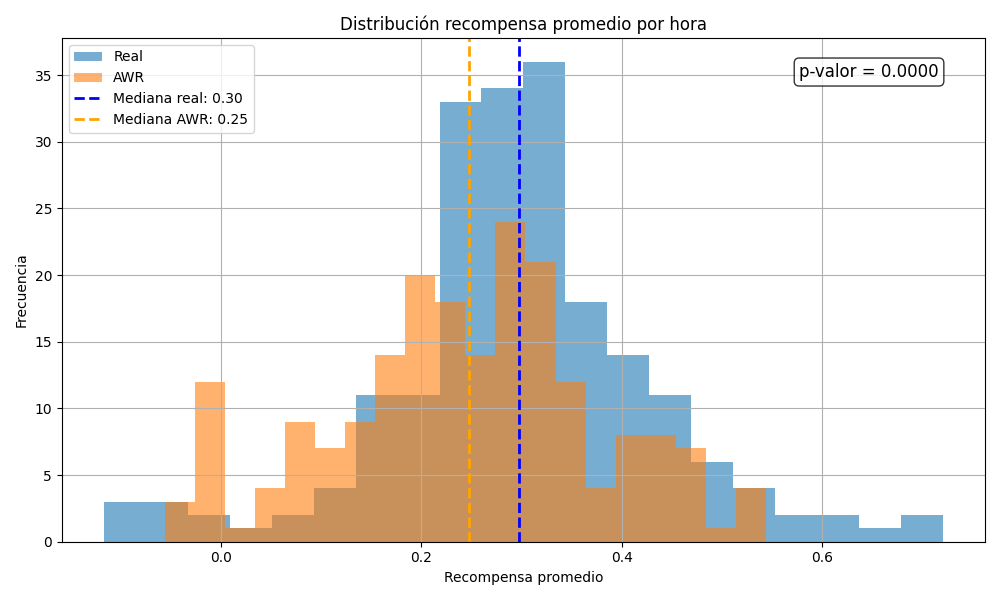 Distribución recompensa promedio por hora
Real
AWR
Mediana real: 0.30
Mediana AWR: 0.25
p-valor = 0.0000
35
30
25
20
15
10
5
0
Frecuencia
0.0 0.2 0.4 0.6
Recompensa promedio